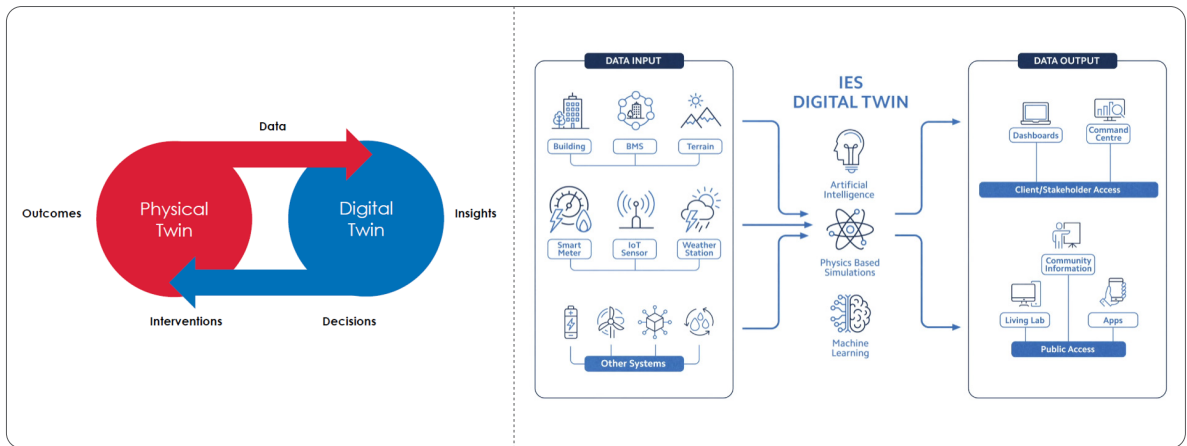 Data
Outcomes
Physical
Twin
Digital
Twin
Insights
Interventions
Decisions
DATA INPUT
Building
BMS
Terrain
Smart
Meter
IoT
Sensor
Weather
Station
Other Systems
IES
DIGITAL TWIN
Artificial
Intelligence
Physics Based
Simulations
Machine
Learning
DATA OUTPUT
Dashboards
Command
Centre
Client/Stakeholder Access
Community
Information
Living Lab
Apps
Public Access